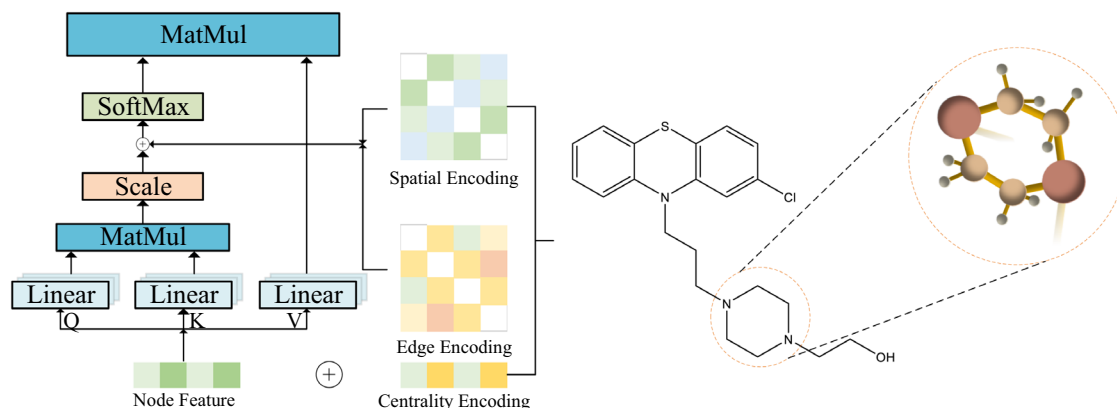 MatMul
SoftMax
Scale
MatMul
Linear
Linear
Linear
Q
K
V
Node Feature
Spatial Encoding
Edge Encoding
Centrality Encoding
S
N
Cl
N
N
OH